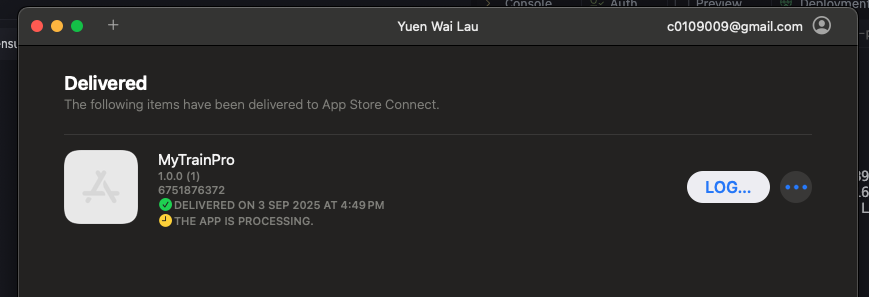 Console Auth Preview Deployment
Yuen Wai Lau
c0109009@gmail.com
ensu
Delivered
The following items have been delivered to App Store Connect.
MyTrainPro
1.0.0 (1)
6751876372
DELIVERED ON 3 SEP 2025 AT 4:49 PM
THE APP IS PROCESSING.
LOG...